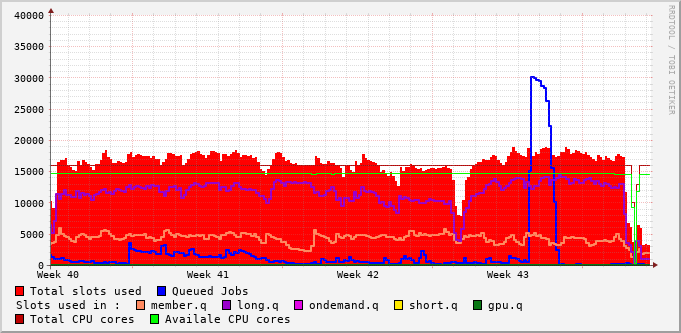 RRDTOOL / TOBI OETIKER
40000
35000
30000
25000
20000
15000
10000
5000
0
Week 40 Week 41 Week 42 Week 43
Total slots used Queued Jobs
Slots used in : member.q long.q ondemand.q short.q gpu.q
Total CPU cores Availale CPU cores